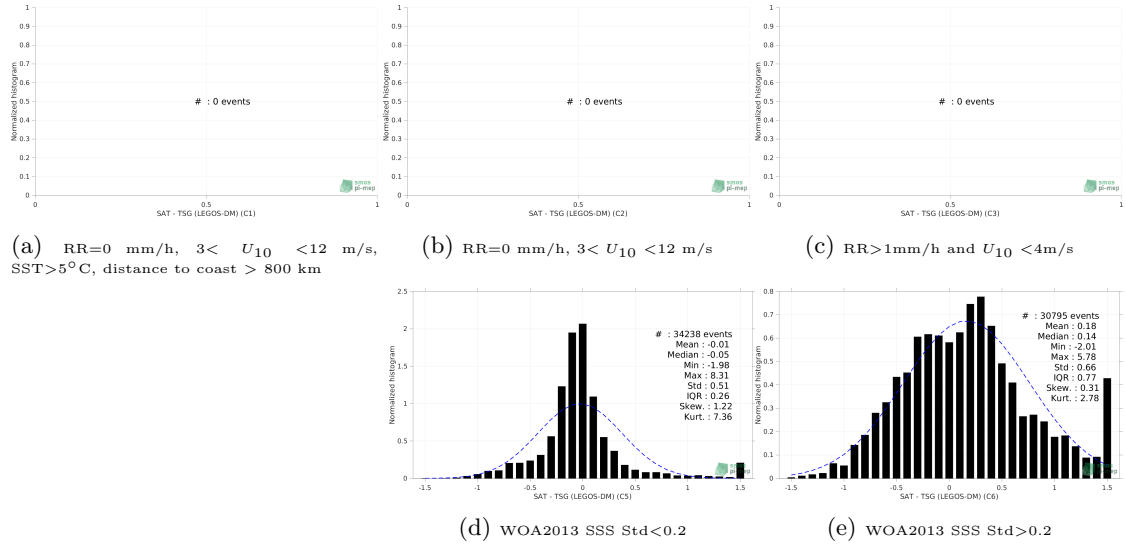 1
0.9
0.8
0.7
0.6
0.5
0.4
0.3
0.2
0.1
0
Normalized histogram
# : 0 events
smos
pi-mep
0 0.5 1
SAT - TSG (LEGOS-DM) (C1)
1
0.9
0.8
0.7
0.6
0.5
0.4
0.3
0.2
0.1
0
Normalized histogram
# : 0 events
smos
pi-mep
0 0.5 1
SAT - TSG (LEGOS-DM) (C2)
1
0.9
0.8
0.7
0.6
0.5
0.4
0.3
0.2
0.1
0
Normalized histogram
# : 0 events
smos
pi-mep
0 0.5 1
SAT - TSG (LEGOS-DM) (C3)
(a) RR=0 mm/h, 3< U10 <12 m/s,
SST>5°C, distance to coast > 800 km
(b) RR=0 mm/h, 3< U10 <12 m/s
(c) RR>1mm/h and U10 <4m/s
2.5
2
1.5
1
0.5
0
Normalized histogram
# : 34238 events
Mean : -0.01
Median : -0.05
Min : -1.98
Max : 8.31
Std : 0.51
IQR : 0.26
Skew. : 1.22
Kurt. : 7.36
smos
pi-mep
-1.5 -1 -0.5 0 0.5 1 1.5
SAT - TSG (LEGOS-DM) (C5)
0.8
0.7
0.6
0.5
0.4
0.3
0.2
0.1
0
Normalized histogram
# : 30795 events
Mean : 0.18
Median : 0.14
Min : -2.01
Max : 5.78
Std : 0.66
IQR : 0.77
Skew. : 0.31
Kurt. : 2.78
-1.5 -1 -0.5 0 0.5 1 1.5
SAT - TSG (LEGOS-DM) (C6)
(d) WOA2013 SSS Std<0.2
(e) WOA2013 SSS Std>0.2